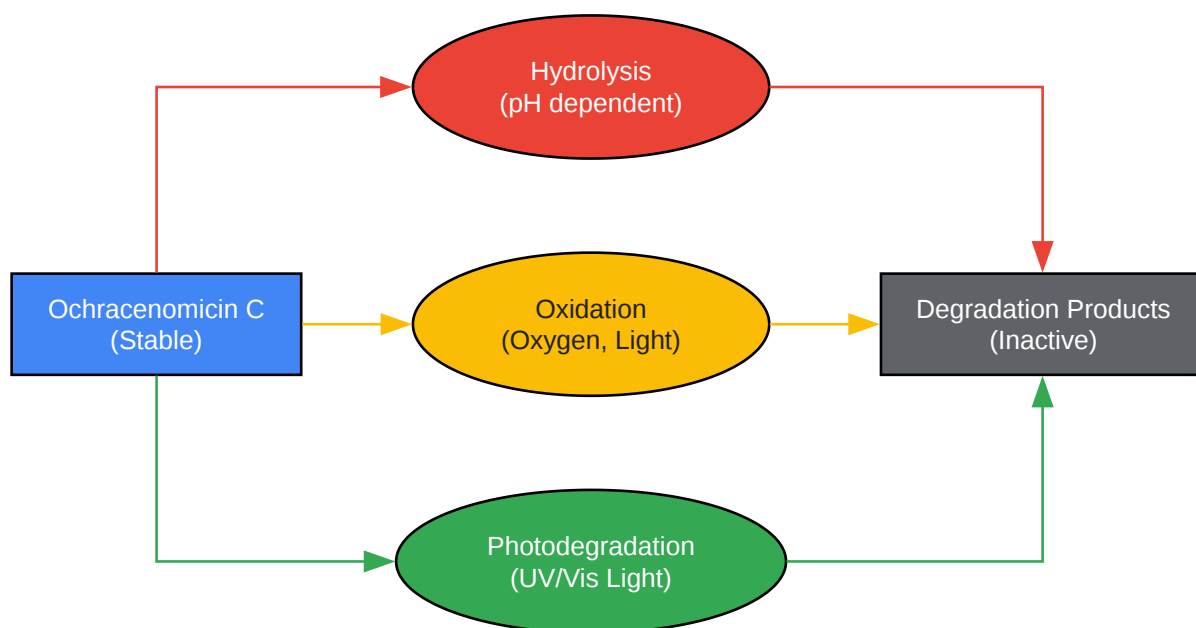 Hydrolysis
(pH dependent)
Ochracenomicin C
(Stable)
Oxidation
(Oxygen, Light)
Degradation Products
(Inactive)
Photodegradation
(UV/Vis Light)